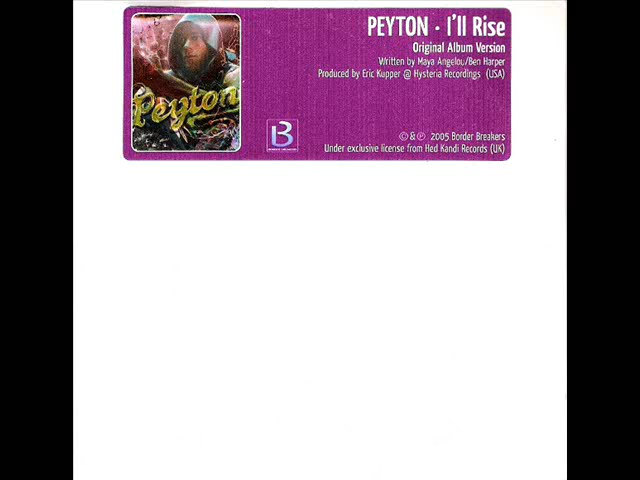 PEYTON · I'll Rise
Original Album Version
Written by Maya Angelou/Ben Harper
Produced by Eric Kupper @ Hysteria Recordings (USA)
Peyton
B
© & ℗ 2005 Border Breakers
Under exclusive license from Hed Kandi Records (UK)